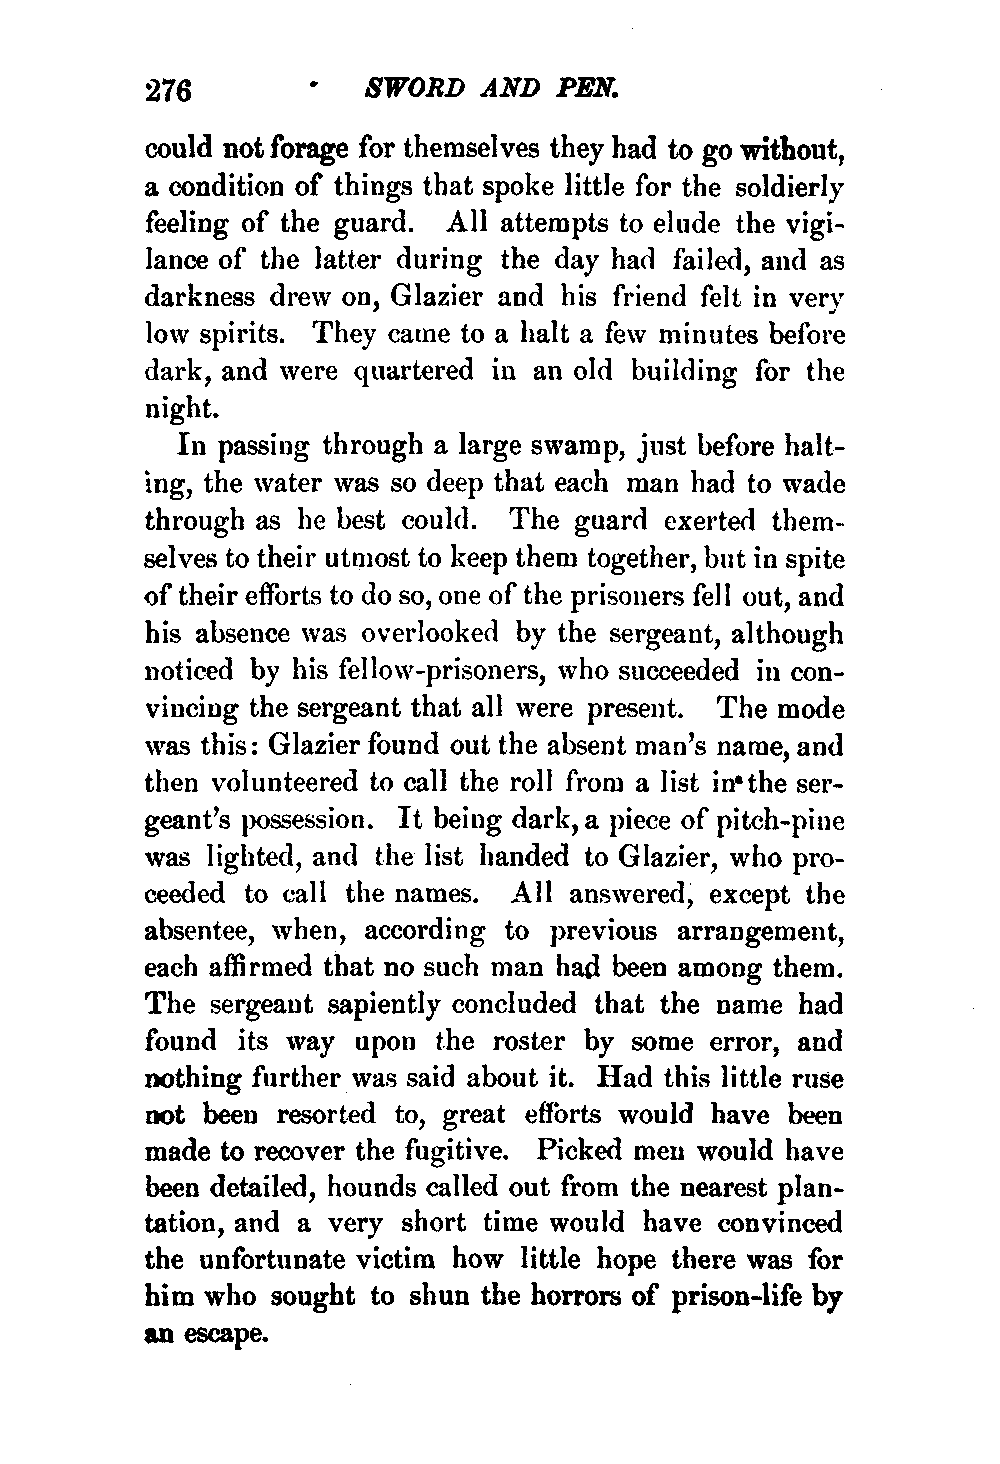 276 SWORD AND PEN.
could not forage for themselves they had to go without,
a condition of things that spoke little for the soldierly
feeling of the guard. All attempts to elude the vigi-
lance of the latter during the day had failed, and as
darkness drew on, Glazier and his friend felt in very
low spirits. They came to a halt a few minutes before
dark, and were quartered in an old building for the
night.
In passing through a large swamp, just before halt-
ing, the water was so deep that each man had to wade
through as he best could. The guard exerted them-
selves to their utmost to keep them together, but in spite
of their efforts to do so, one of the prisoners fell out, and
his absence was overlooked by the sergeant, although
noticed by his fellow-prisoners, who succeeded in con-
vincing the sergeant that all were present. The mode
was this: Glazier found out the absent man's name, and
then volunteered to call the roll from a list in the ser-
geant's possession. It being dark, a piece of pitch-pine
was lighted, and the list handed to Glazier, who pro-
ceeded to call the names. All answered, except the
absentee, when, according to previous arrangement,
each affirmed that no such man had been among them.
The sergeant sapiently concluded that the name had
found its way upon the roster by some error, and
nothing further was said about it. Had this little ruse
not been resorted to, great efforts would have been
made to recover the fugitive. Picked men would have
been detailed, hounds called out from the nearest plan-
tation, and a very short time would have convinced
the unfortunate victim how little hope there was for
him who sought to shun the horrors of prison-life by
an escape.